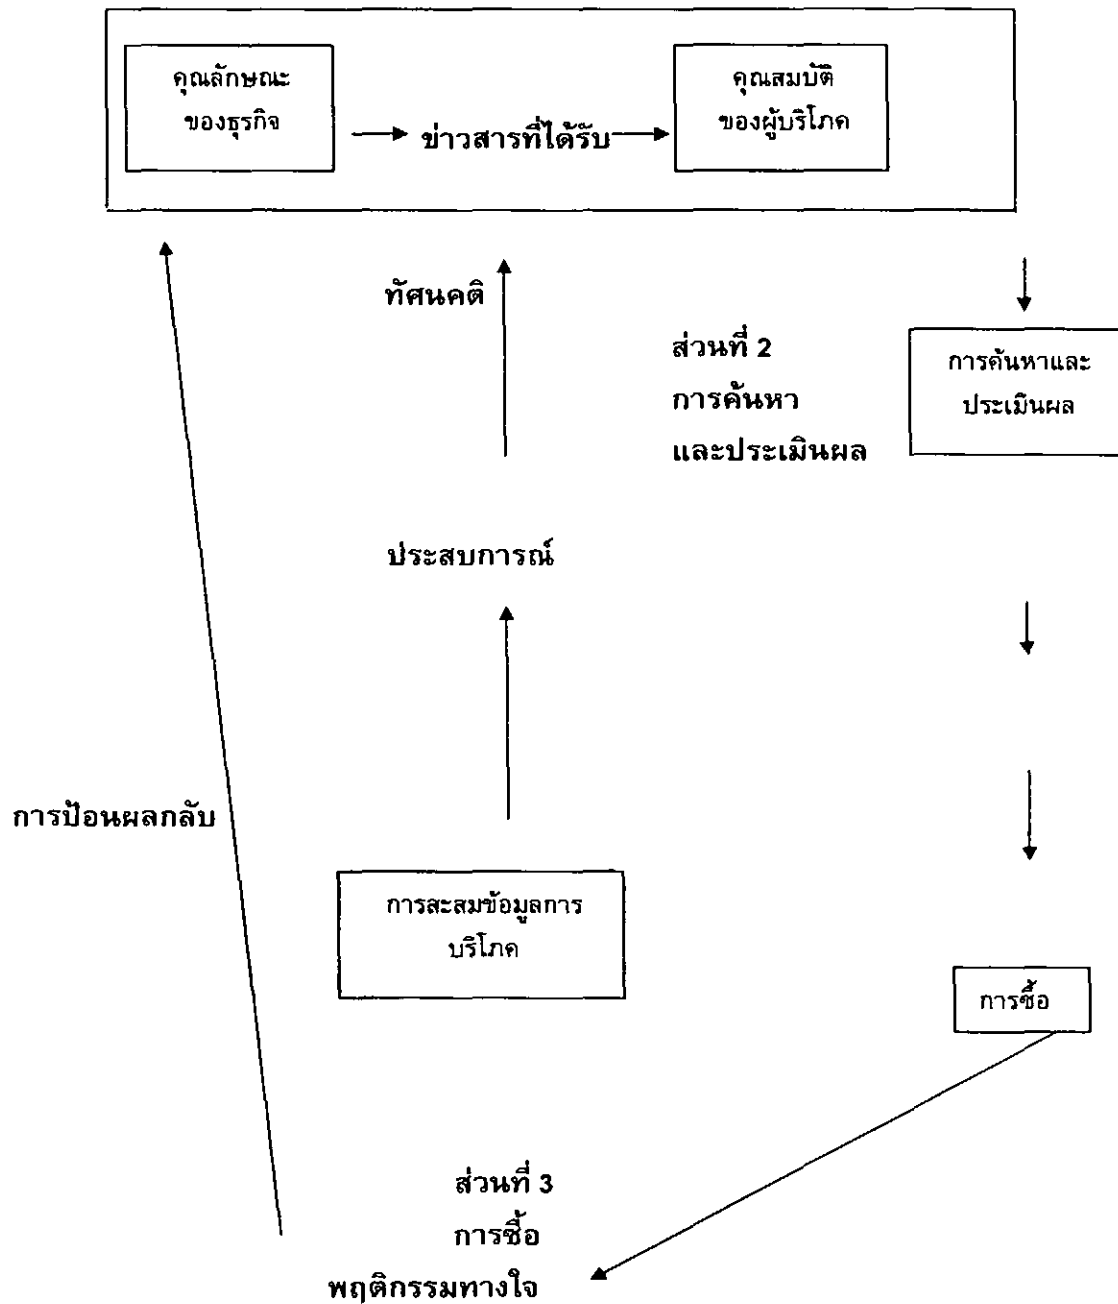 คุณลักษณะ
ของธุรกิจ
ข่าวสารที่ได้รับ
คุณสมบัติ
ของผู้บริโภค
ทัศนคติ
ส่วนที่ 2
การค้นหา
และประเมินผล
การค้นหาและ
ประเมินผล
ประสบการณ์
การป้อนผลกลับ
การสะสมข้อมูลการ
บริโภค
การซื้อ
ส่วนที่ 3
การซื้อ
พฤติกรรมทางใจ